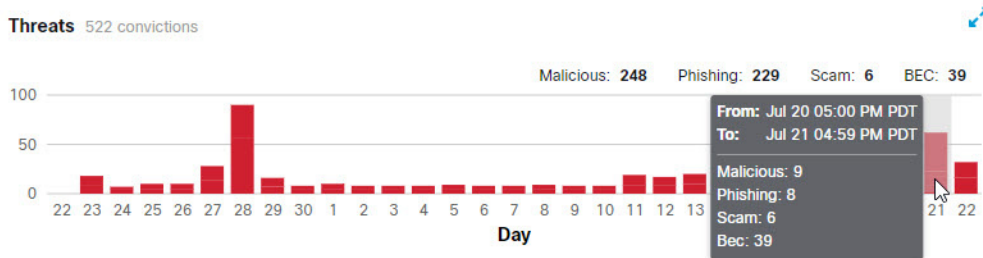 Threats 522 convictions
Malicious: 248 Phishing: 229 Scam: 6 BEC: 39
100
50
0
From: Jul 20 05:00 PM PDT
To: Jul 21 04:59 PM PDT
Malicious: 9
Phishing: 8
Scam: 6
Bec: 39
22 23 24 25 26 27 28 29 30 1 2 3 4 5 6 7 8 9 10 11 12 13 21 22
Day